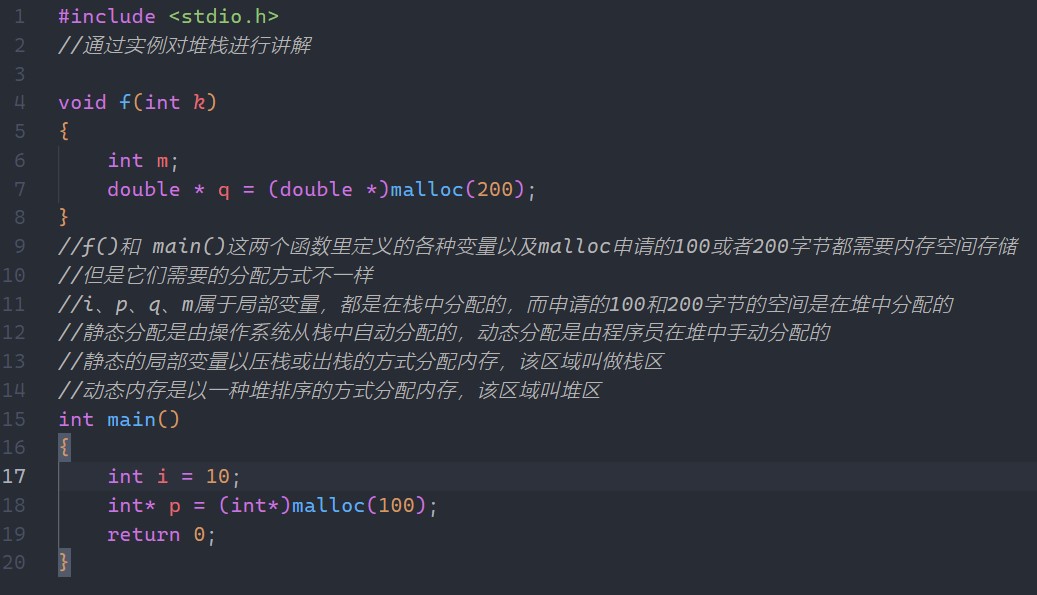 1 #include <stdio.h>
2 //通过实例对堆栈进行讲解
3
4 void f(int k)
5 {
6     int m;
7     double * q = (double *)malloc(200);
8 }
9 //f()和 main()这两个函数里定义的各种变量以及malloc申请的100或者200字节都需要内存空间存储
10 //但是它们需要的分配方式不一样
11 //i、p、q、m属于局部变量，都是在栈中分配的，而申请的100和200字节的空间是在堆中分配的
12 //静态分配是由操作系统从栈中自动分配的，动态分配是由程序员在堆中手动分配的
13 //静态的局部变量以压栈或出栈的方式分配内存，该区域叫做栈区
14 //动态内存是以一种堆排序的方式分配内存，该区域叫堆区
15 int main()
16 {
17     int i = 10;
18     int* p = (int*)malloc(100);
19     return 0;
20 }